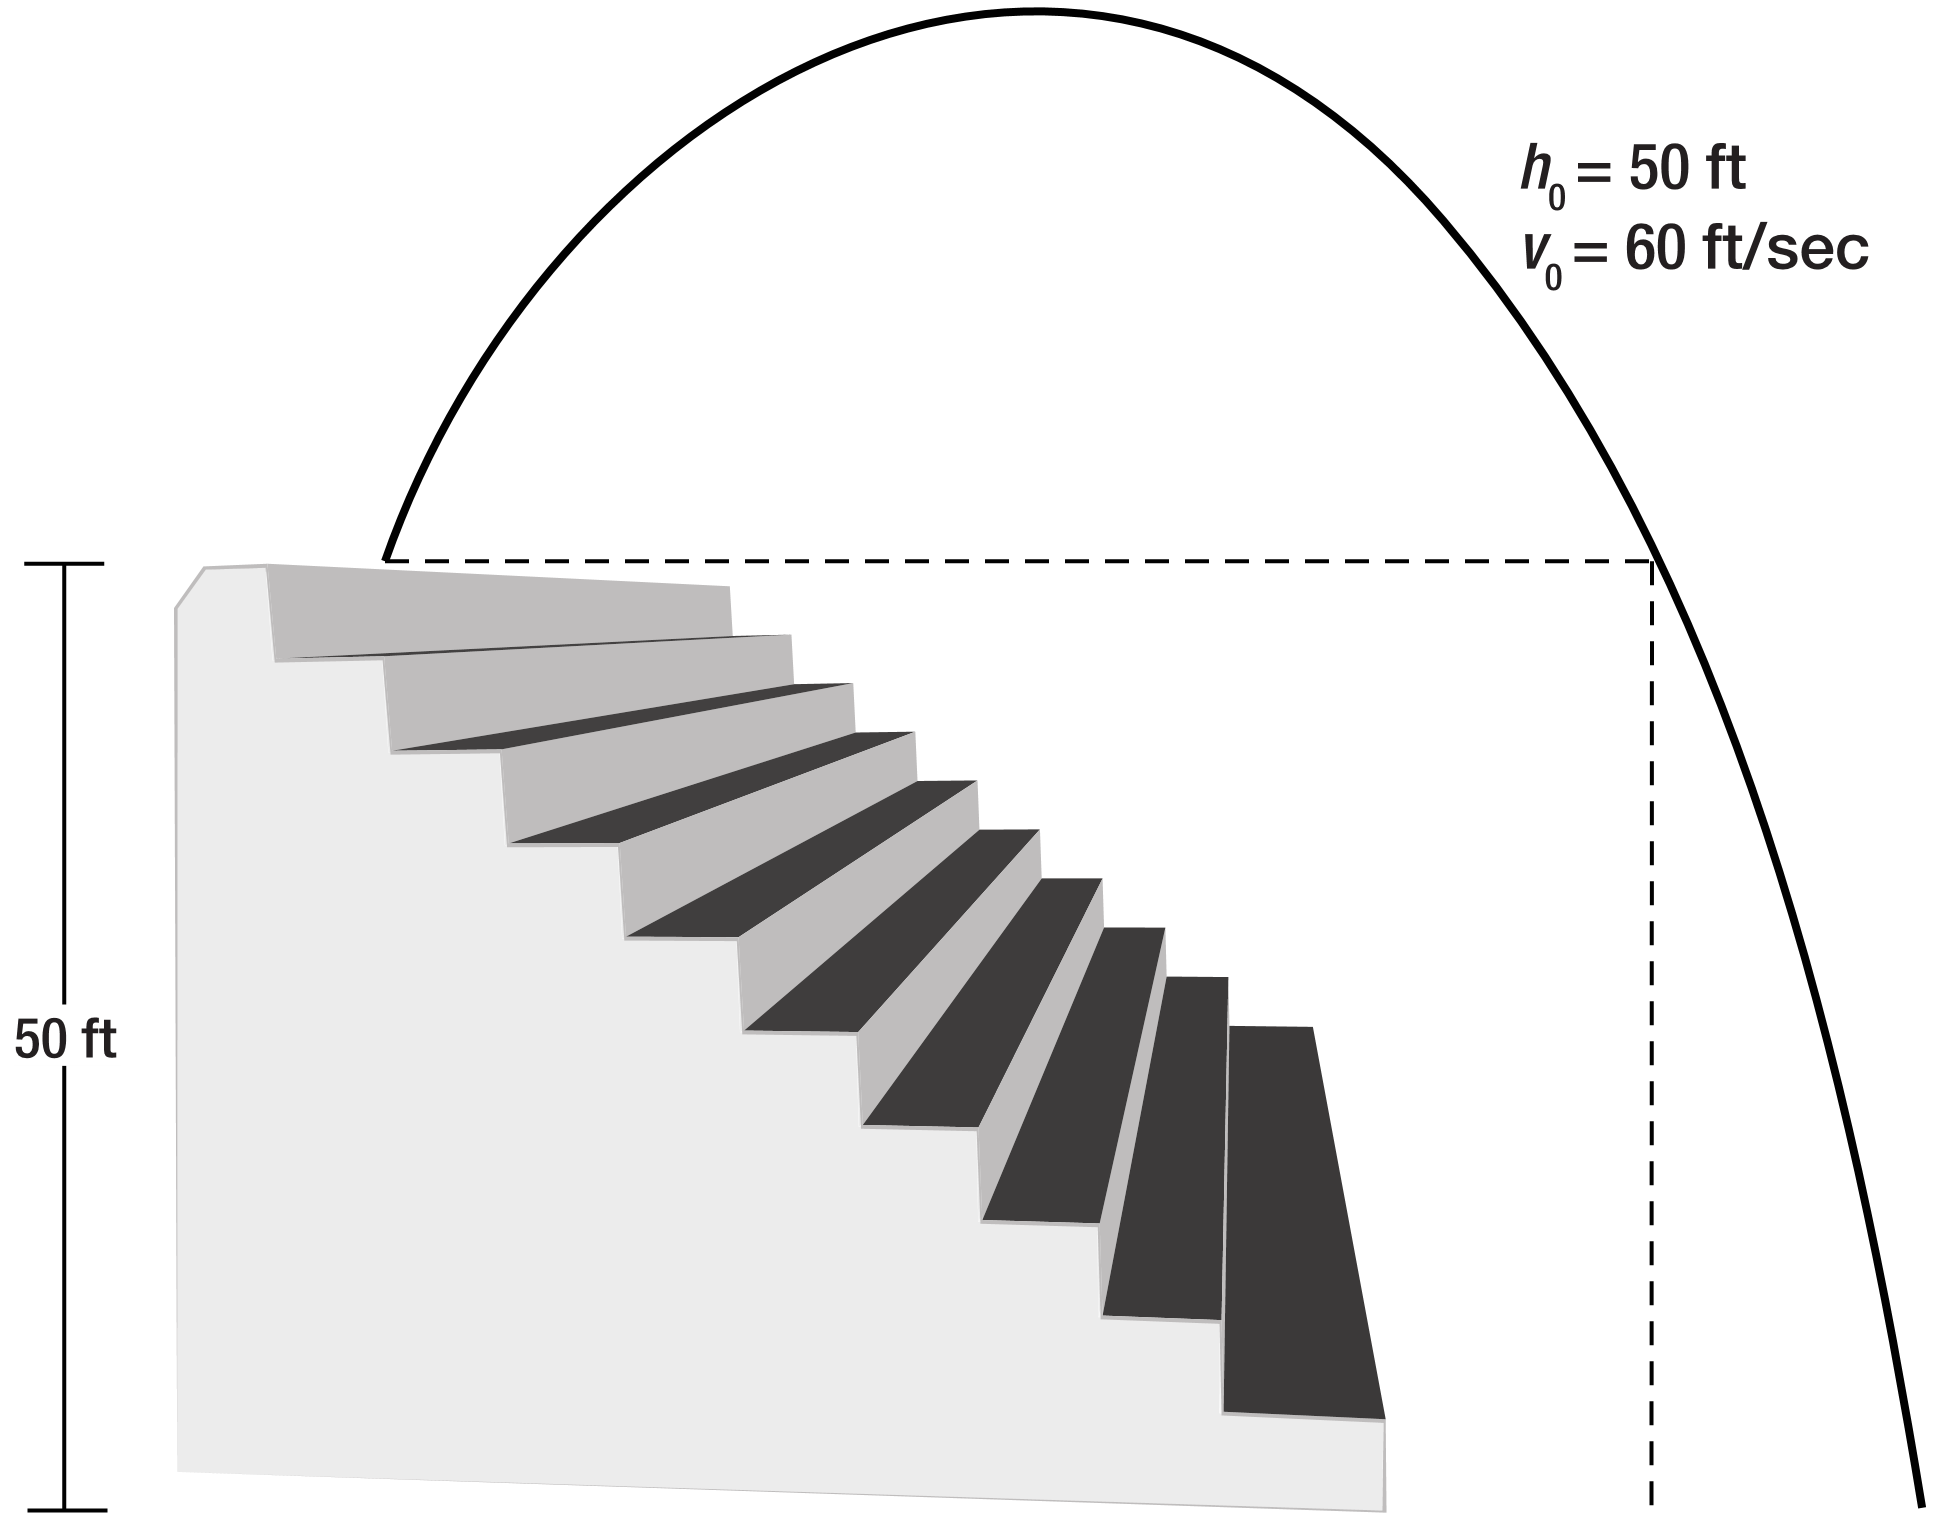 h₀ = 50 ft
v₀ = 60 ft/sec
50 ft